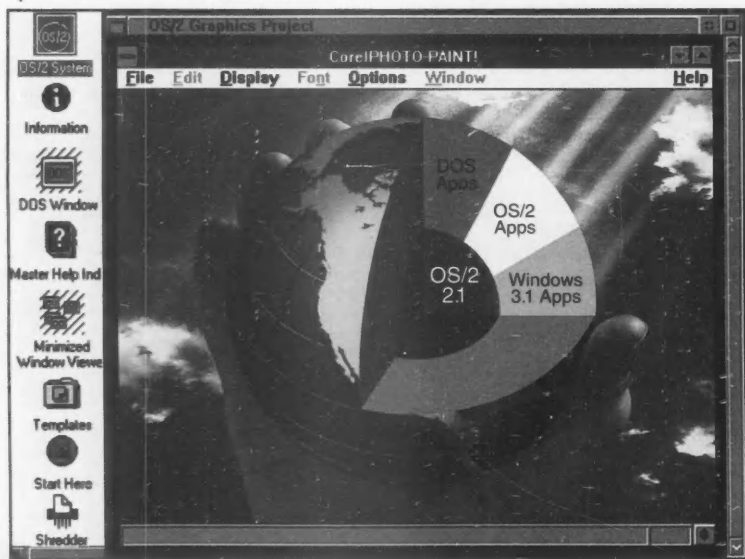 OS/2 Graphics Project
CorelPHOTO-PAINT!
File Edit Display Font Options Window Help
OS/2
OS/2 System
Information
DOS
DOS Window
?
Master Help Ind
Minimized
Window Viewe
Templates
Start Here
Shredder
DOS
Apps
OS/2
Apps
Windows
3.1 Apps
OS/2
2.1